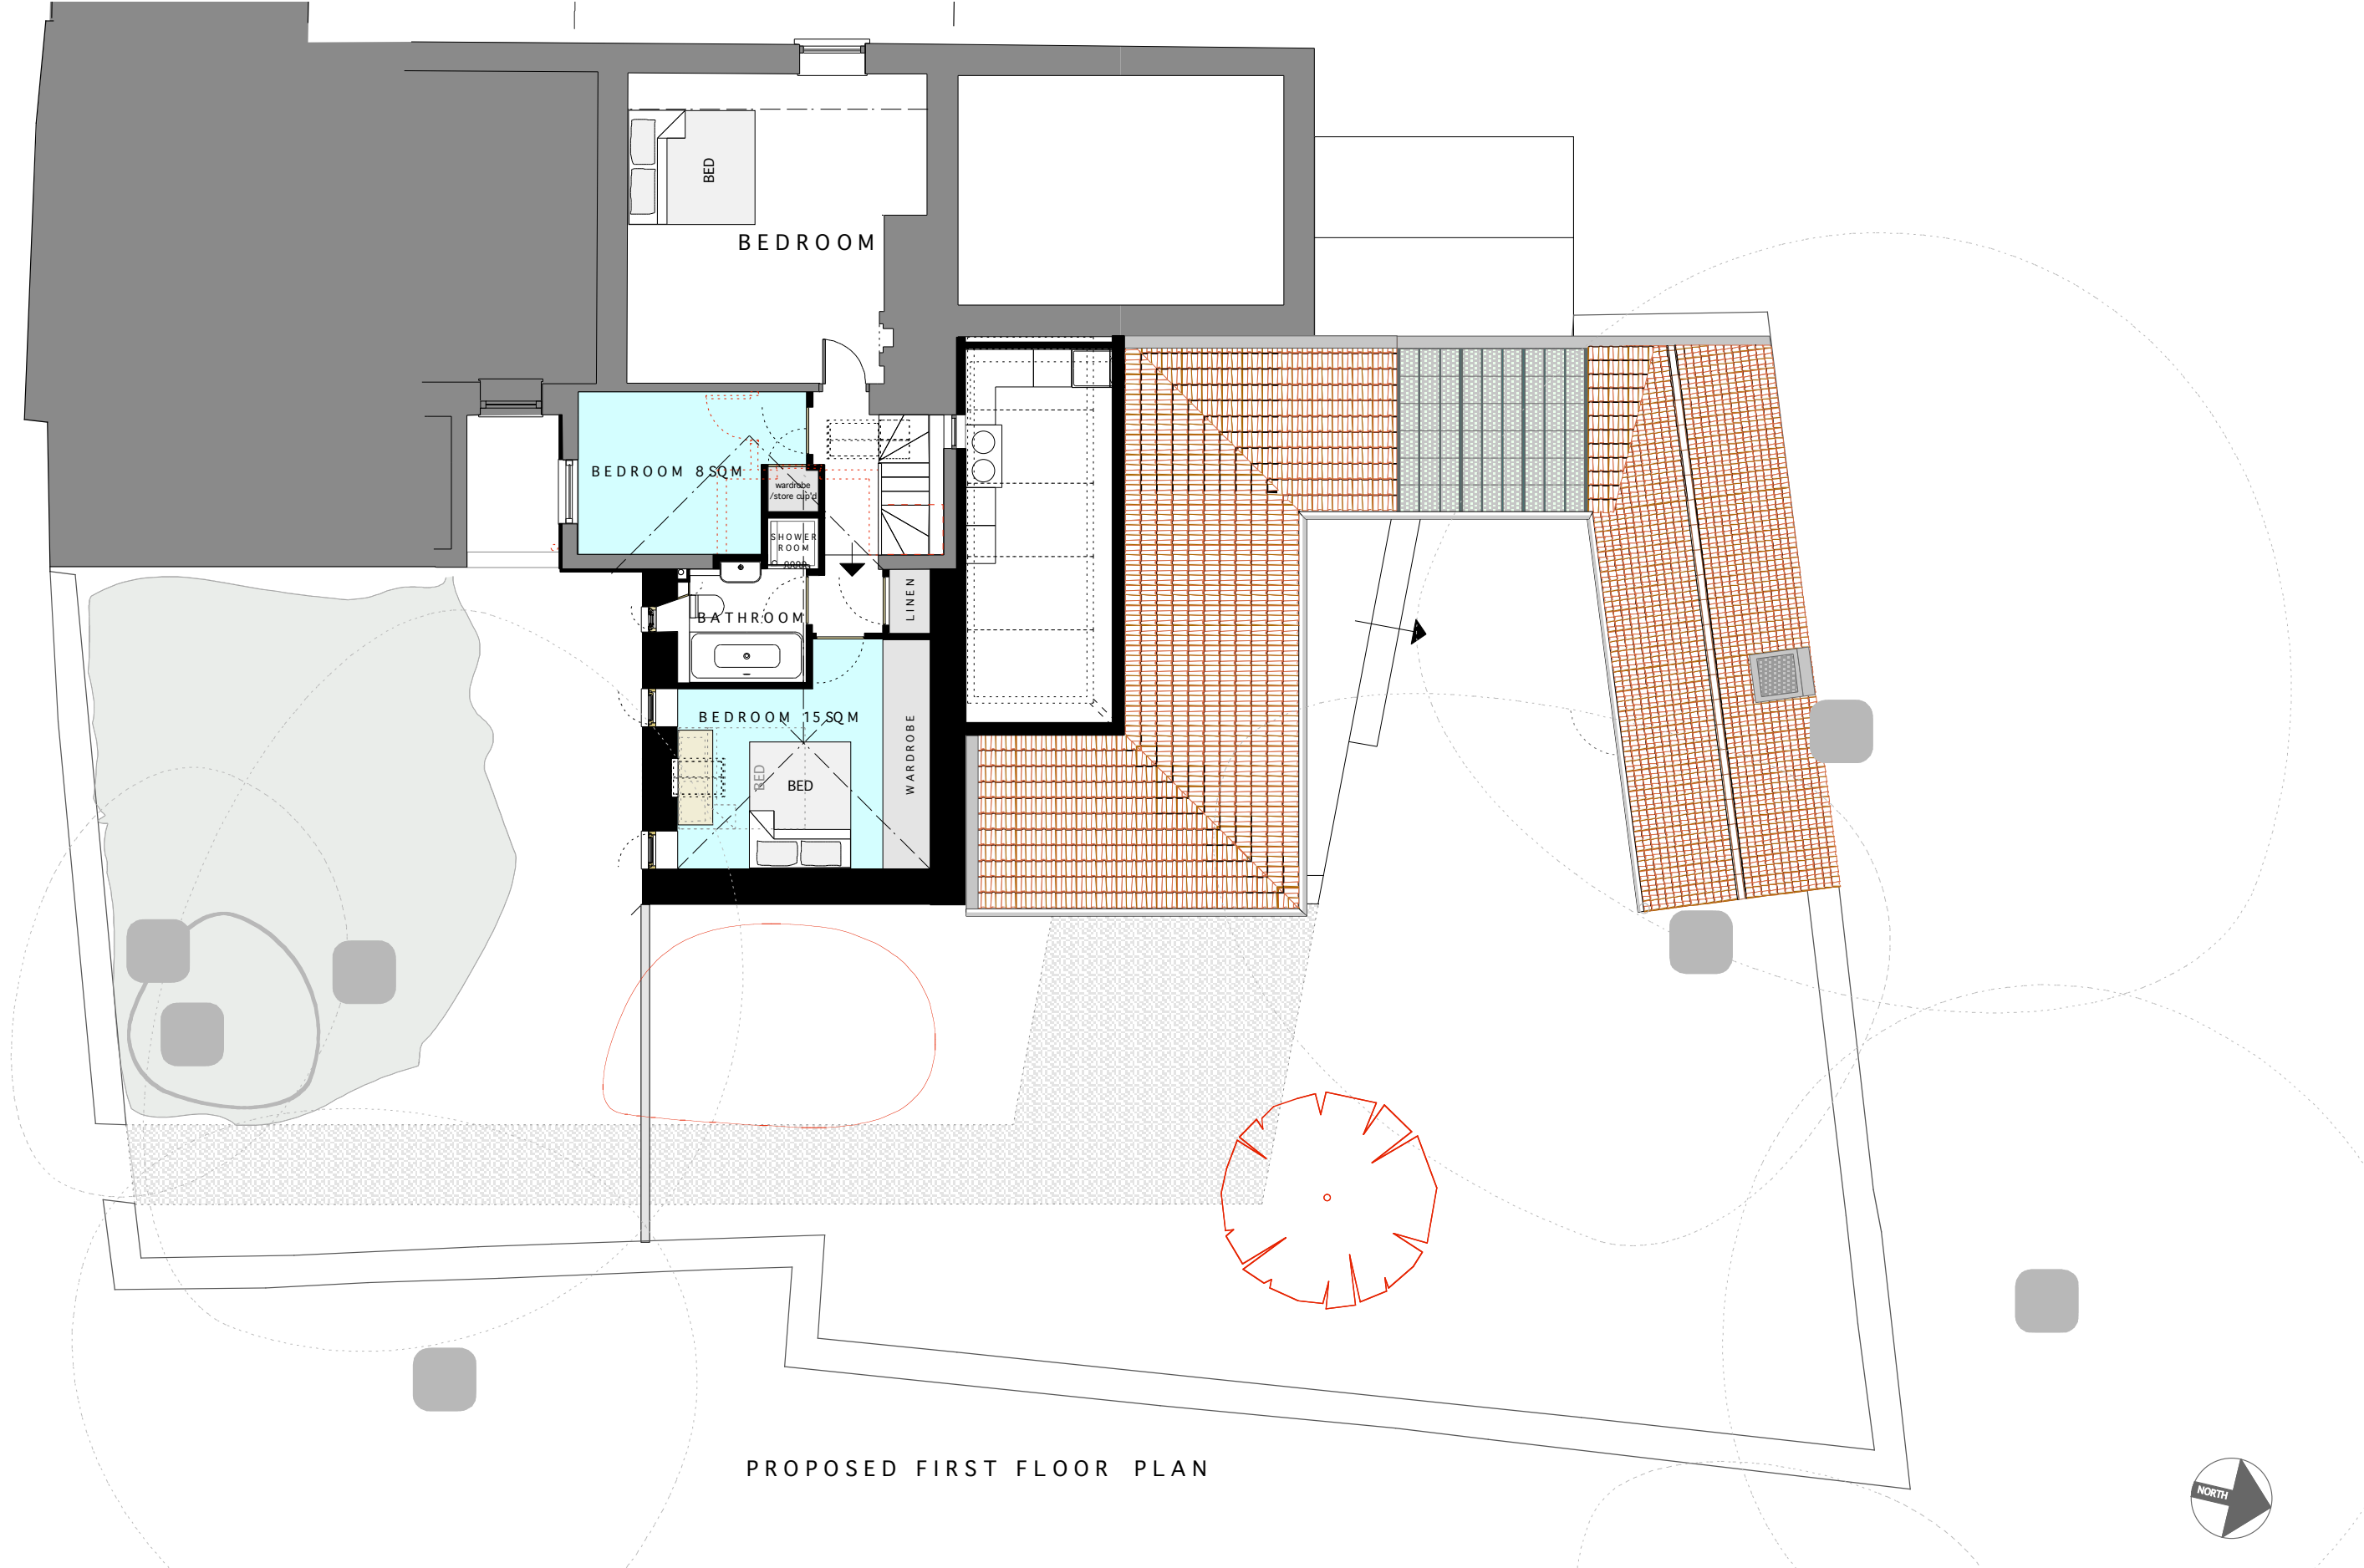 BED
BEDROOM
BEDROOM 8SQM
wardrobe
/store cup'd
SHOWER
ROOM
LINEN
BATHROOM
BEDROOM 15SQM
WARDROBE
BED
BED
PROPOSED FIRST FLOOR PLAN
NORTH